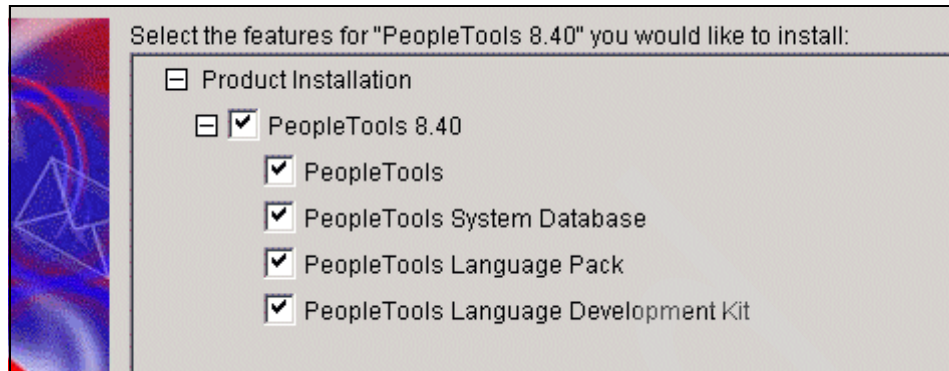 Select the features for "PeopleTools 8.40" you would like to install:
Product Installation
PeopleTools 8.40
PeopleTools
PeopleTools System Database
PeopleTools Language Pack
PeopleTools Language Development Kit